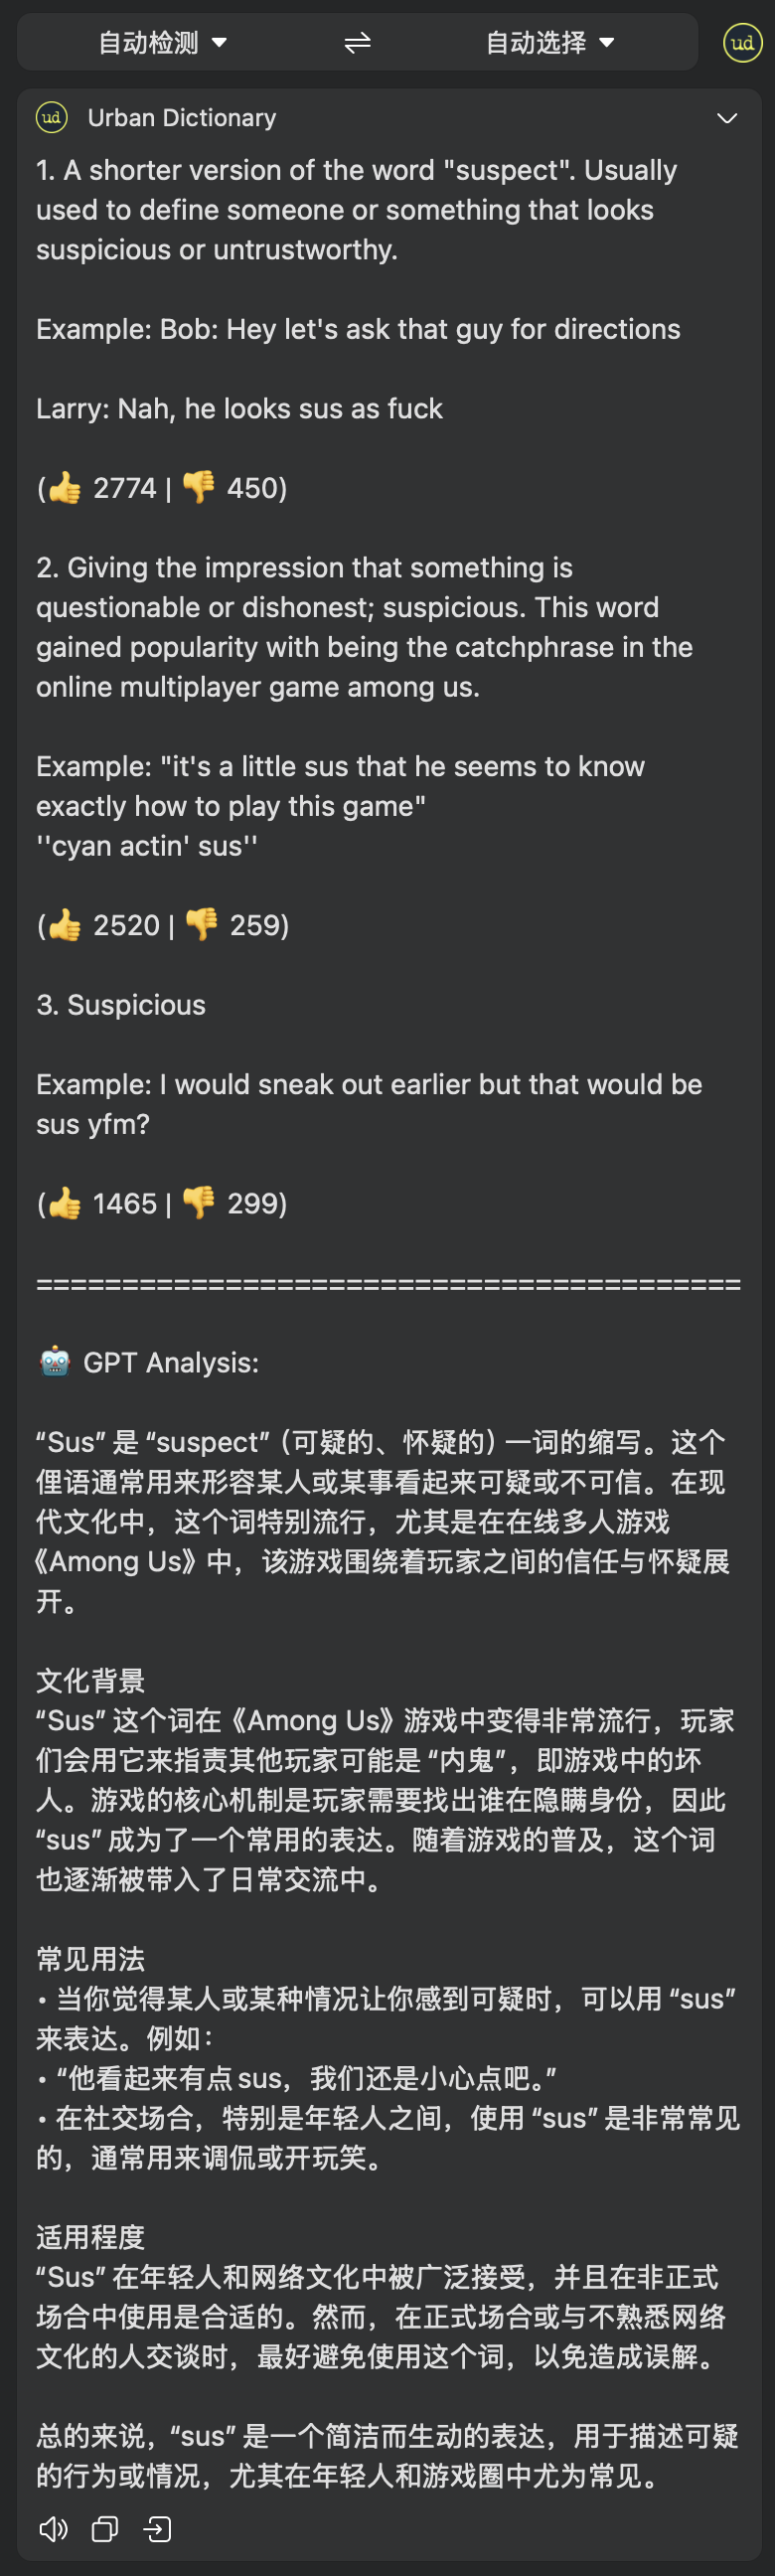 自动检测
自动选择
ud
ud
Urban Dictionary
1. A shorter version of the word "suspect". Usually
used to define someone or something that looks
suspicious or untrustworthy.
Example: Bob: Hey let's ask that guy for directions
Larry: Nah, he looks sus as fuck
(👍 2774 | 👎 450)
2. Giving the impression that something is
questionable or dishonest; suspicious. This word
gained popularity with being the catchphrase in the
online multiplayer game among us.
Example: "it's a little sus that he seems to know
exactly how to play this game"
''cyan actin' sus''
(👍 2520 | 👎 259)
3. Suspicious
Example: I would sneak out earlier but that would be
sus yfm?
(👍 1465 | 👎 299)
=========================================
🤖 GPT Analysis:
“Sus” 是 “suspect”（可疑的、怀疑的）一词的缩写。这个
俚语通常用来形容某人或某事看起来可疑或不可信。在现
代文化中，这个词特别流行，尤其是在在线多人游戏
《Among Us》中，该游戏围绕着玩家之间的信任与怀疑展
开。
文化背景
“Sus” 这个词在《Among Us》游戏中变得非常流行，玩家
们会用它来指责其他玩家可能是 “内鬼”，即游戏中的坏
人。游戏的核心机制是玩家需要找出谁在隐瞒身份，因此
“sus” 成为了一个常用的表达。随着游戏的普及，这个词
也逐渐被带入了日常交流中。
常见用法
• 当你觉得某人或某种情况让你感到可疑时，可以用 “sus”
来表达。例如：
• “他看起来有点 sus，我们还是小心点吧。”
• 在社交场合，特别是年轻人之间，使用 “sus” 是非常常见
的，通常用来调侃或开玩笑。
适用程度
“Sus” 在年轻人和网络文化中被广泛接受，并且在非正式
场合中使用是合适的。然而，在正式场合或与不熟悉网络
文化的人交谈时，最好避免使用这个词，以免造成误解。
总的来说，“sus” 是一个简洁而生动的表达，用于描述可疑
的行为或情况，尤其在年轻人和游戏圈中尤为常见。